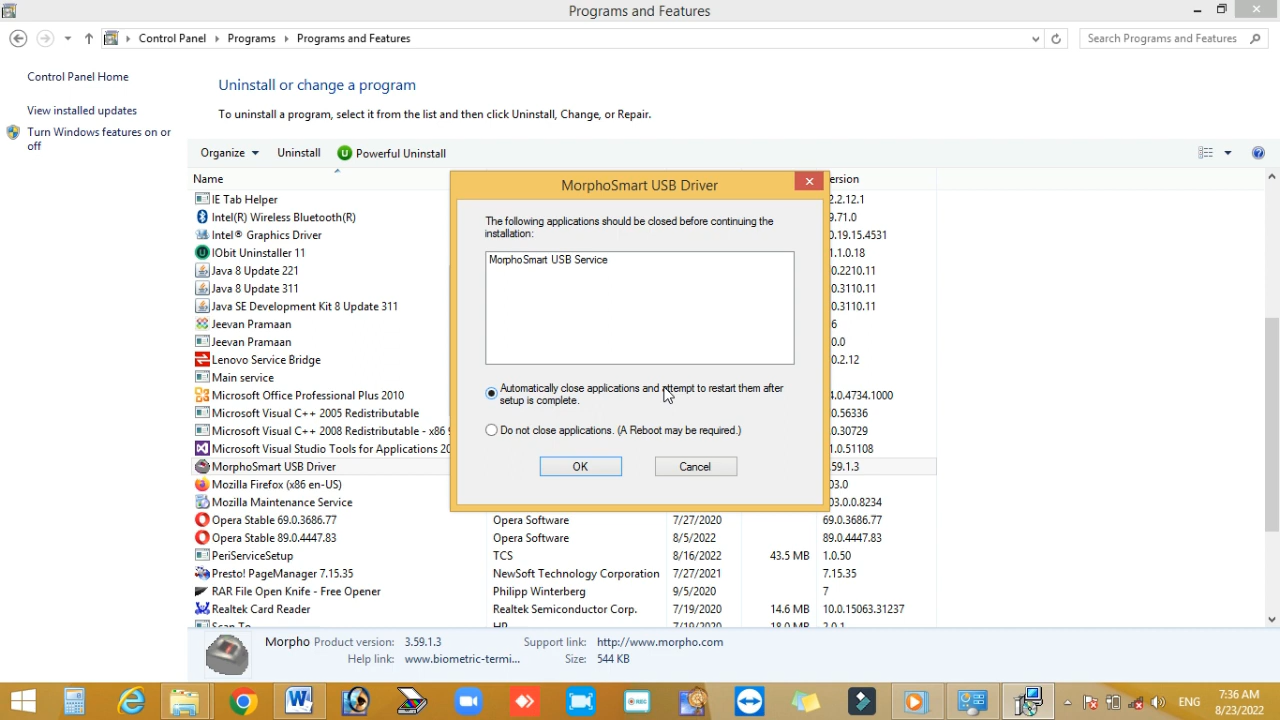 Programs and Features
Control Panel Programs Programs and Features
Search Programs and Features
Control Panel Home
View installed updates
Turn Windows features on or
off
Uninstall or change a program
To uninstall a program, select it from the list and then click Uninstall, Change, or Repair.
Organize Uninstall U Powerful Uninstall
Name ersion
IE Tab Helper .2.12.1
Intel(R) Wireless Bluetooth(R) .71.0
Intel® Graphics Driver .19.15.4531
IObit Uninstaller 11 .1.0.18
Java 8 Update 221 .0.2210.11
Java 8 Update 311 .0.3110.11
Java SE Development Kit 8 Update 311 .0.3110.11
Jeevan Pramaan 6
Jeevan Pramaan .0.0
Lenovo Service Bridge .0.2.12
Main service
Microsoft Office Professional Plus 2010 4.0.4734.1000
Microsoft Visual C++ 2005 Redistributable .0.56336
Microsoft Visual C++ 2008 Redistributable - x86 9 .0.30729
Microsoft Visual Studio Tools for Applications 20 .1.0.51108
MorphoSmart USB Driver .59.1.3
Mozilla Firefox (x86 en-US) 03.0
Mozilla Maintenance Service 03.0.0.8234
Opera Stable 69.0.3686.77 Opera Software 7/27/2020 69.0.3686.77
Opera Stable 89.0.4447.83 Opera Software 8/5/2022 89.0.4447.83
PeriServiceSetup TCS 8/16/2022 43.5 MB 1.0.50
Presto! PageManager 7.15.35 NewSoft Technology Corporation 7/27/2021 7.15.35
RAR File Open Knife - Free Opener Philipp Winterberg 9/5/2020 7
Realtek Card Reader Realtek Semiconductor Corp. 7/19/2020 14.6 MB 10.0.15063.31237
Scan To HP 7/19/2020 18.0 MB 2.0.1
MorphoSmart USB Driver
The following applications should be closed before continuing the
installation:
MorphoSmart USB Service
Automatically close applications and attempt to restart them after
setup is complete.
Do not close applications. (A Reboot may be required.)
OK Cancel
Morpho Product version: 3.59.1.3 Support link: http://www.morpho.com
Help link: www.biometric-termi... Size: 544 KB
REC
ENG
7:36 AM
8/23/2022